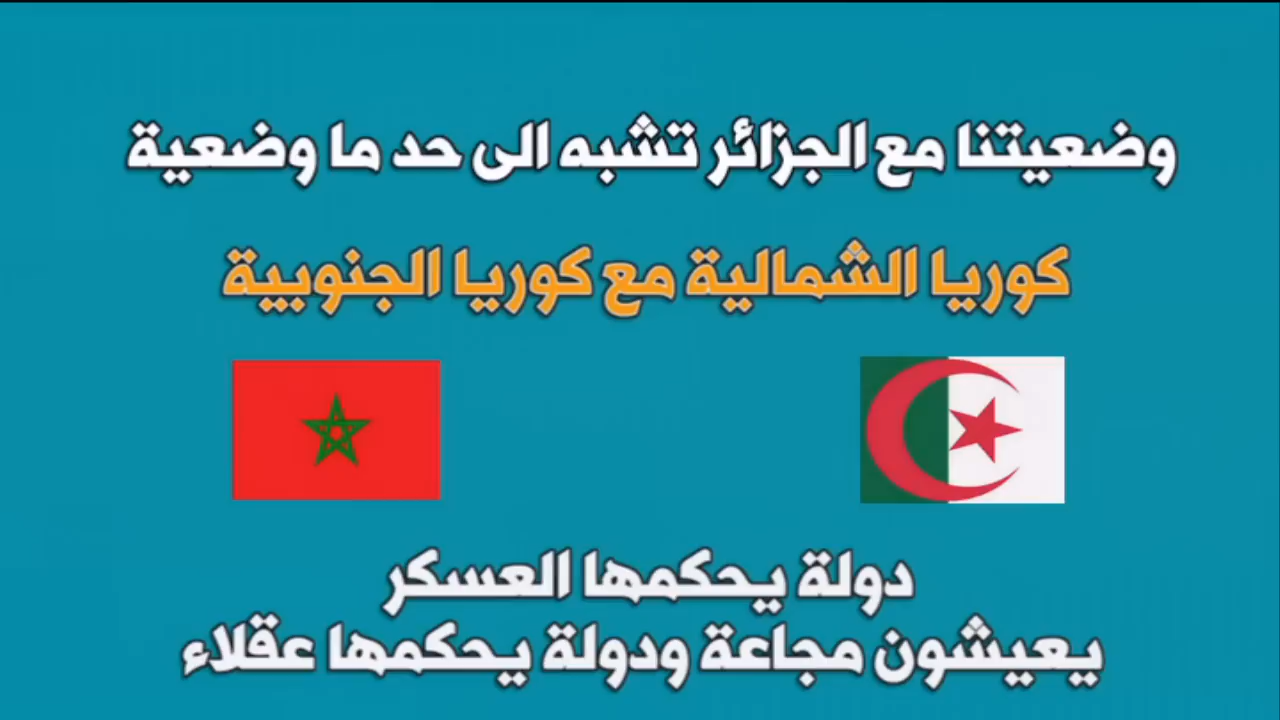 وضعيتنا مع الجزائر تشبه الى حد ما وضعية
كوريا الشمالية مع كوريا الجنوبية
دولة يحكمها العسكر
يعيشون مجاعة ودولة يحكمها عقلاء